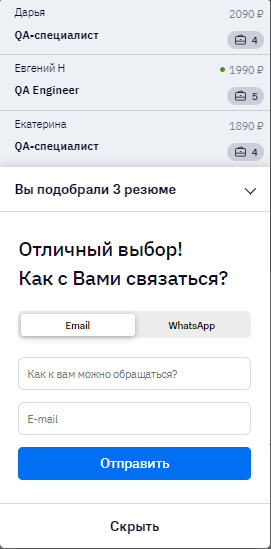 Дарья 2090 ₽
QA-специалист 4
Евгений Н 1990 ₽
QA Engineer 5
Екатерина 1890 ₽
QA-специалист 4
Вы подобрали 3 резюме
Отличный выбор!
Как с Вами связаться?
Email WhatsApp
Как к вам можно обращаться?
E-mail
Отправить
Скрыть